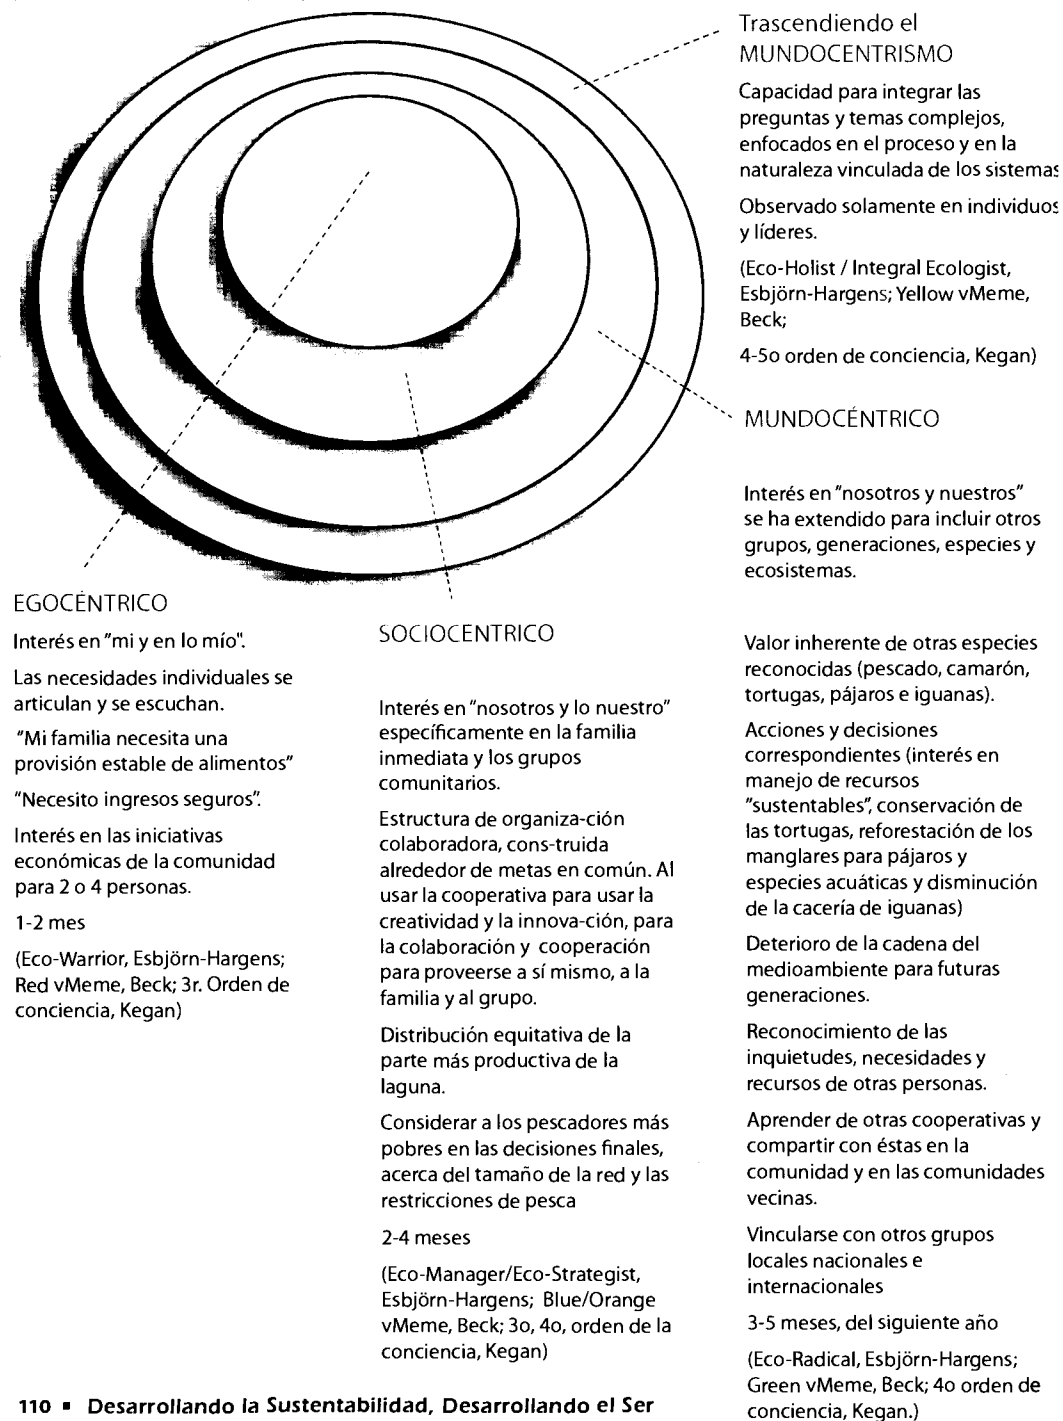 Trascendiendo el
MUNDOCENTRISMO
Capacidad para integrar las
preguntas y temas complejos,
enfocados en el proceso y en la
naturaleza vinculada de los sistemas
Observado solamente en individuos
y líderes.
(Eco-Holist / Integral Ecologist,
Esbjörn-Hargens; Yellow vMeme,
Beck;
4-5o orden de conciencia, Kegan)
EGOCÉNTRICO
Interés en "mi y en lo mío".
Las necesidades individuales se
articulan y se escuchan.
"Mi familia necesita una
provisión estable de alimentos"
"Necesito ingresos seguros".
Interés en las iniciativas
económicas de la comunidad
para 2 o 4 personas.
1-2 mes
(Eco-Warrior, Esbjörn-Hargens;
Red vMeme, Beck; 3r. Orden de
conciencia, Kegan)
SOCIOCENTRICO
Interés en "nosotros y lo nuestro"
específicamente en la familia
inmediata y los grupos
comunitarios.
Estructura de organiza-ción
colaboradora, cons-truida
alrededor de metas en común. Al
usar la cooperativa para usar la
creatividad y la innova-ción, para
la colaboración y cooperación
para proveerse a sí mismo, a la
familia y al grupo.
Distribución equitativa de la
parte más productiva de la
laguna.
Considerar a los pescadores más
pobres en las decisiones finales,
acerca del tamaño de la red y las
restricciones de pesca
2-4 meses
(Eco-Manager/Eco-Strategist,
Esbjörn-Hargens; Blue/Orange
vMeme, Beck; 3o, 4o, orden de la
conciencia, Kegan)
MUNDOCÉNTRICO
Interés en "nosotros y nuestros"
se ha extendido para incluir otros
grupos, generaciones, especies y
ecosistemas.
Valor inherente de otras especies
reconocidas (pescado, camarón,
tortugas, pájaros e iguanas).
Acciones y decisiones
correspondientes (interés en
manejo de recursos
"sustentables", conservación de
las tortugas, reforestación de los
manglares para pájaros y
especies acuáticas y disminución
de la cacería de iguanas)
Deterioro de la cadena del
medioambiente para futuras
generaciones.
Reconocimiento de las
inquietudes, necesidades y
recursos de otras personas.
Aprender de otras cooperativas y
compartir con éstas en la
comunidad y en las comunidades
vecinas.
Vincularse con otros grupos
locales nacionales e
internacionales
3-5 meses, del siguiente año
(Eco-Radical, Esbjörn-Hargens;
Green vMeme, Beck; 4o orden de
conciencia, Kegan.)
110 ▪ Desarrollando la Sustentabilidad, Desarrollando el Ser